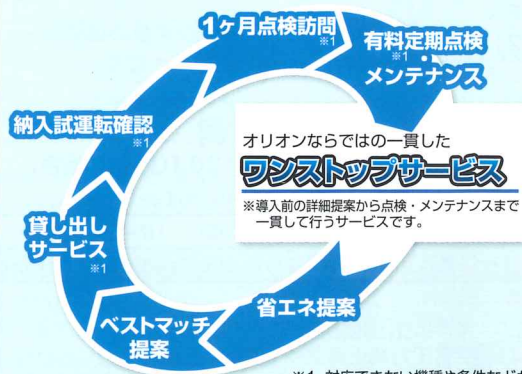 1ヶ月点検訪問
※1
有料定期点検
※1・
メンテナンス
納入試運転確認
※1
オリオンならではの一貫した
ワンストップサービス
※導入前の詳細提案から点検・メンテナンスまで
一貫して行うサービスです。
貸し出し
サービス
※1
省エネ提案
ベストマッチ
提案